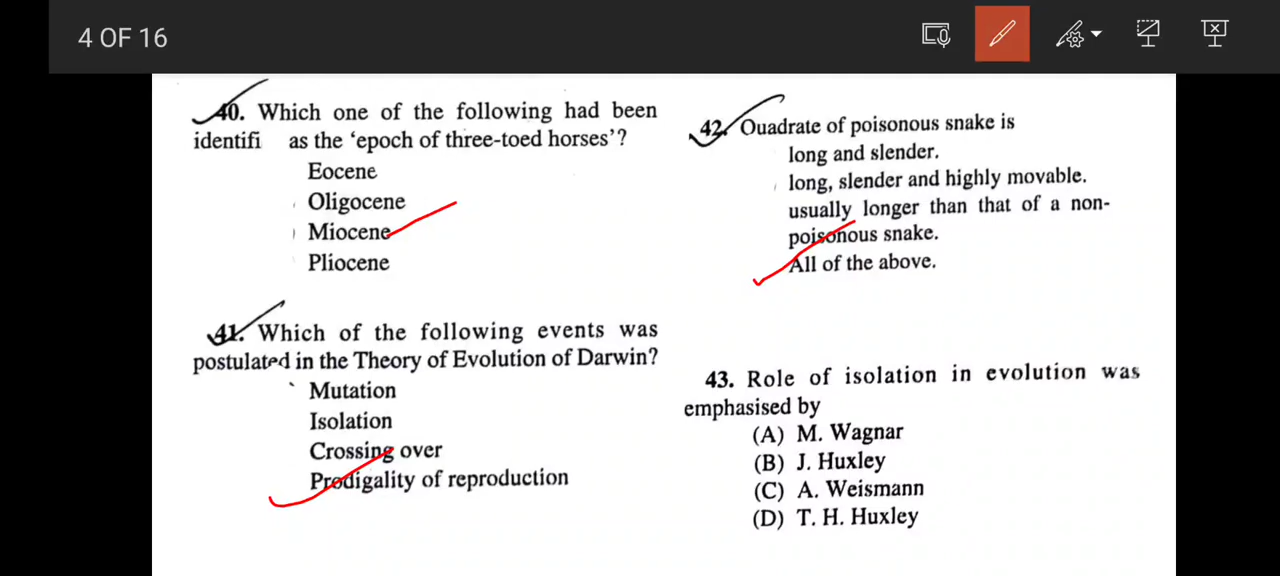 4 OF 16
40. Which one of the following had been
identifi as the 'epoch of three-toed horses'?
Eocene
Oligocene
Miocene
Pliocene
41. Which of the following events was
postulated in the Theory of Evolution of Darwin?
Mutation
Isolation
Crossing over
Prodigality of reproduction
42. Quadrate of poisonous snake is
long and slender.
long, slender and highly movable.
usually longer than that of a non-
poisonous snake.
All of the above.
43. Role of isolation in evolution was
emphasised by
(A) M. Wagnar
(B) J. Huxley
(C) A. Weismann
(D) T. H. Huxley